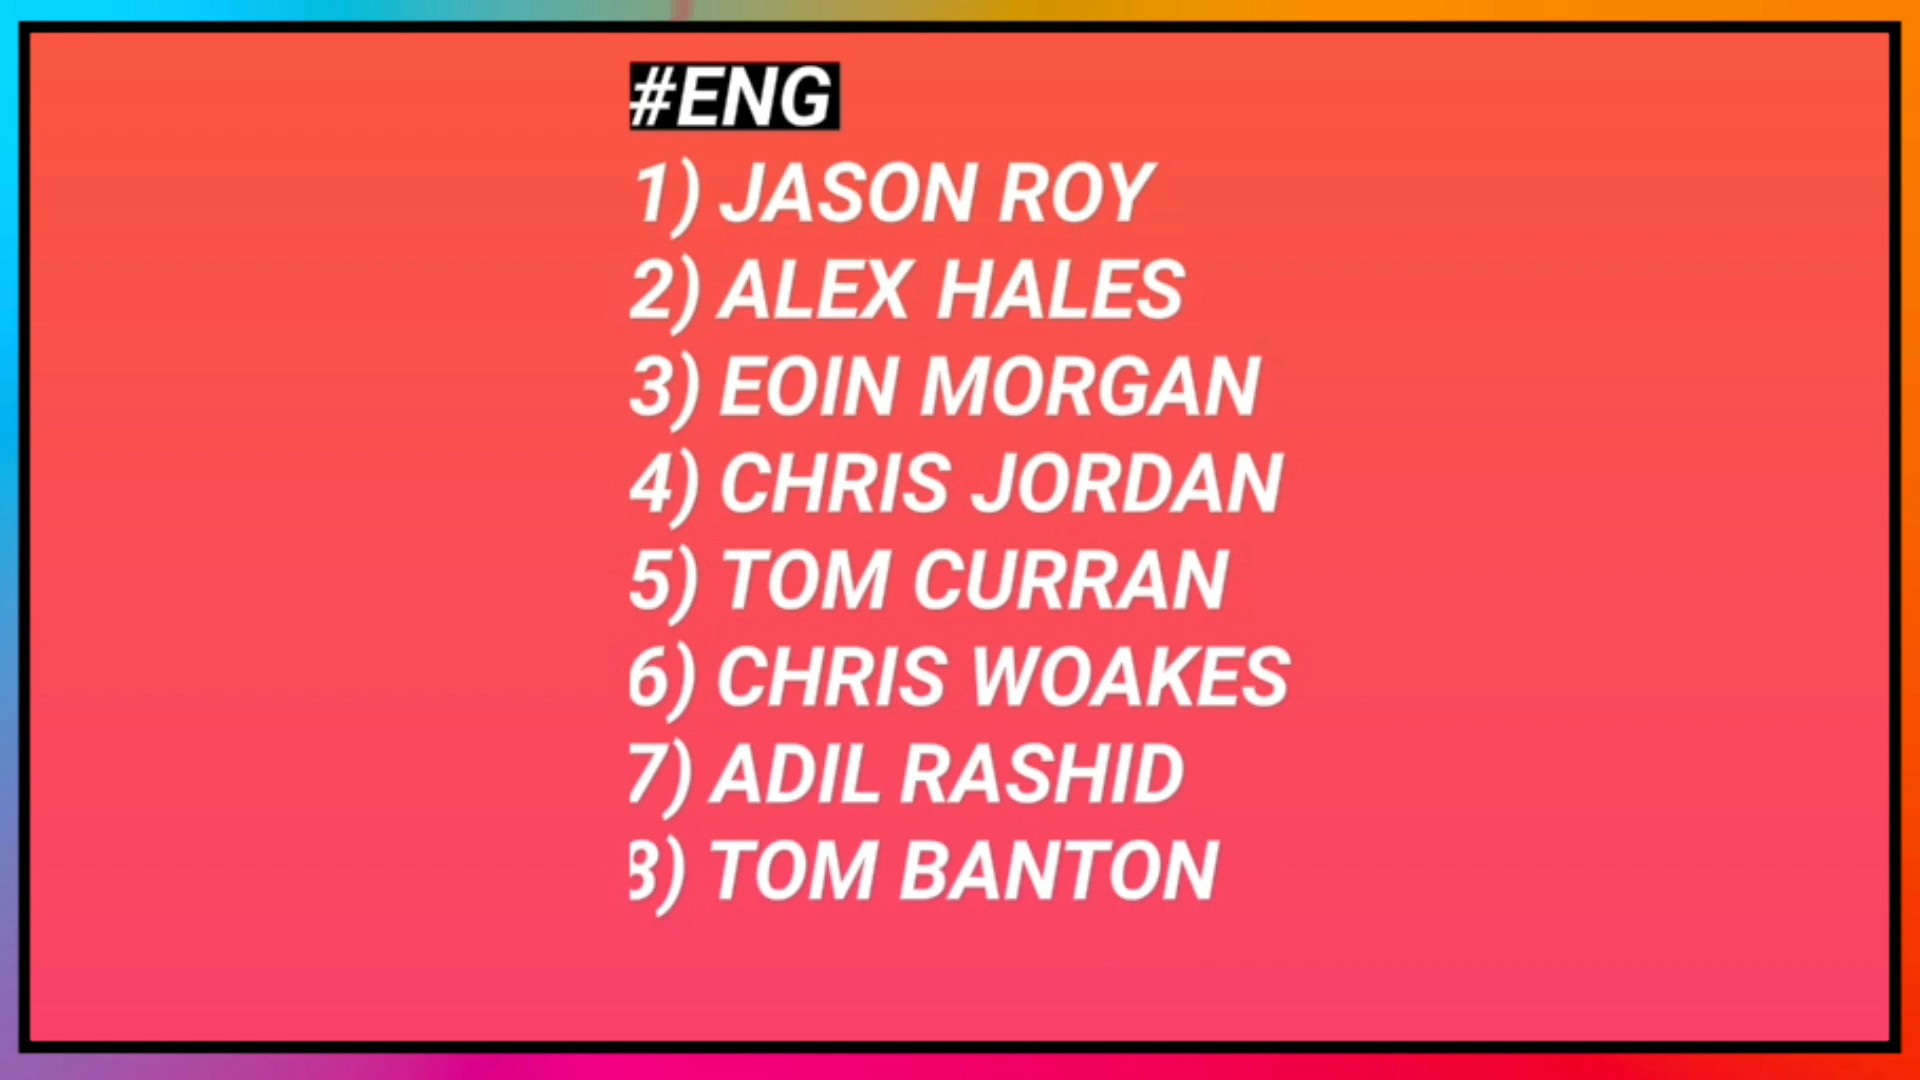 #ENG
1) JASON ROY
2) ALEX HALES
3) EOIN MORGAN
4) CHRIS JORDAN
5) TOM CURRAN
6) CHRIS WOAKES
7) ADIL RASHID
8) TOM BANTON